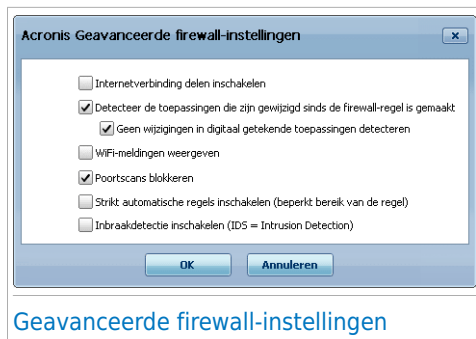 Acronis Geavanceerde firewall-instellingen
Internetverbinding delen inschakelen
Detecteer de toepassingen die zijn gewijzigd sinds de firewall-regel is gemaakt
Geen wijzigingen in digitaal getekende toepassingen detecteren
WiFi-meldingen weergeven
Poortscans blokkeren
Strikt automatische regels inschakelen (beperkt bereik van de regel)
Inbraakdetectie inschakelen (IDS = Intrusion Detection)
OK Annuleren
Geavanceerde firewall-instellingen